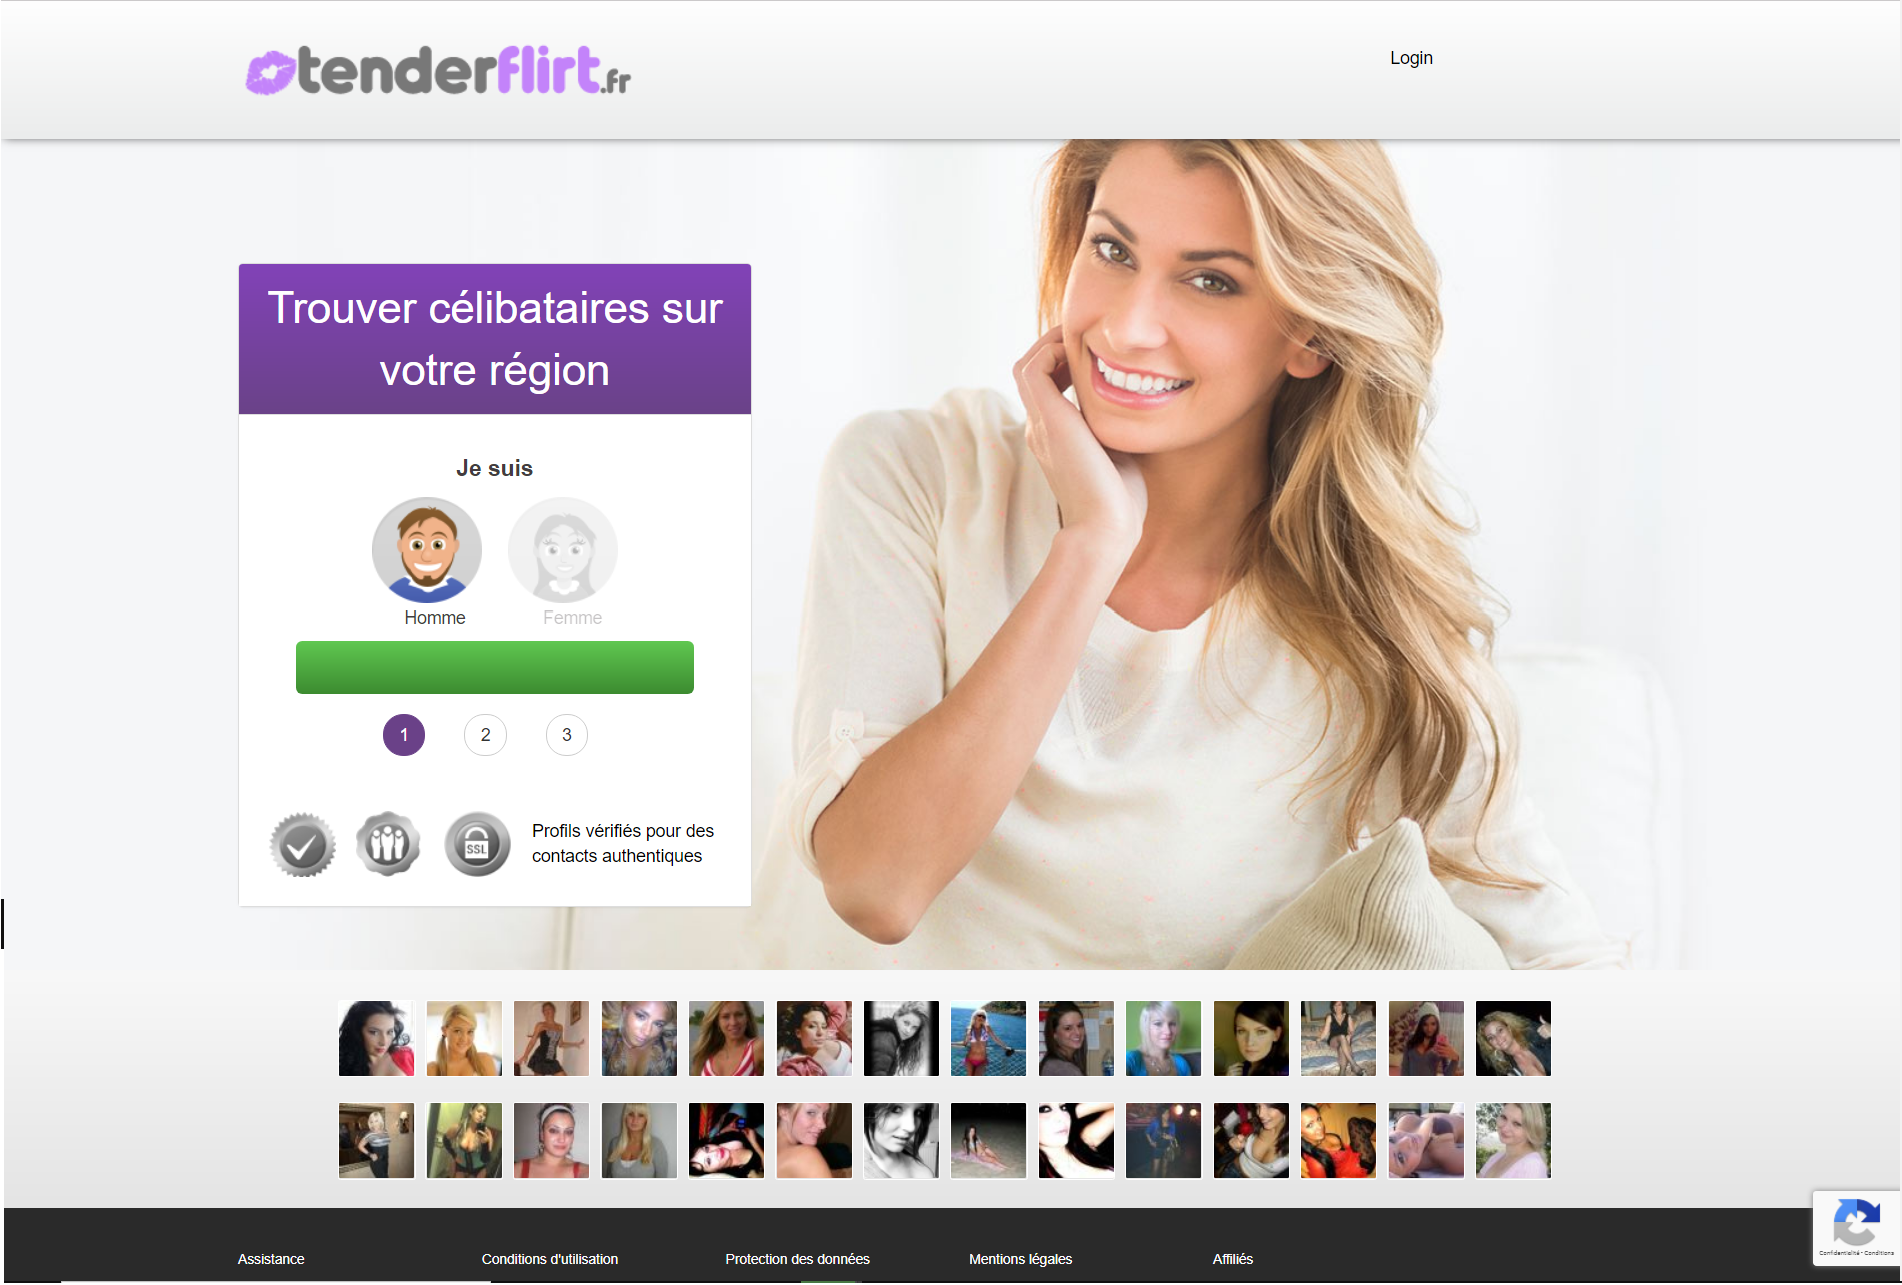 tenderflirt.fr
Login
Trouver célibataires sur
votre région
Je suis
Homme
Femme
1
2
3
SSL
Profils vérifiés pour des
contacts authentiques
Assistance
Conditions d'utilisation
Protection des données
Mentions légales
Affiliés
Confidentialité - Conditions